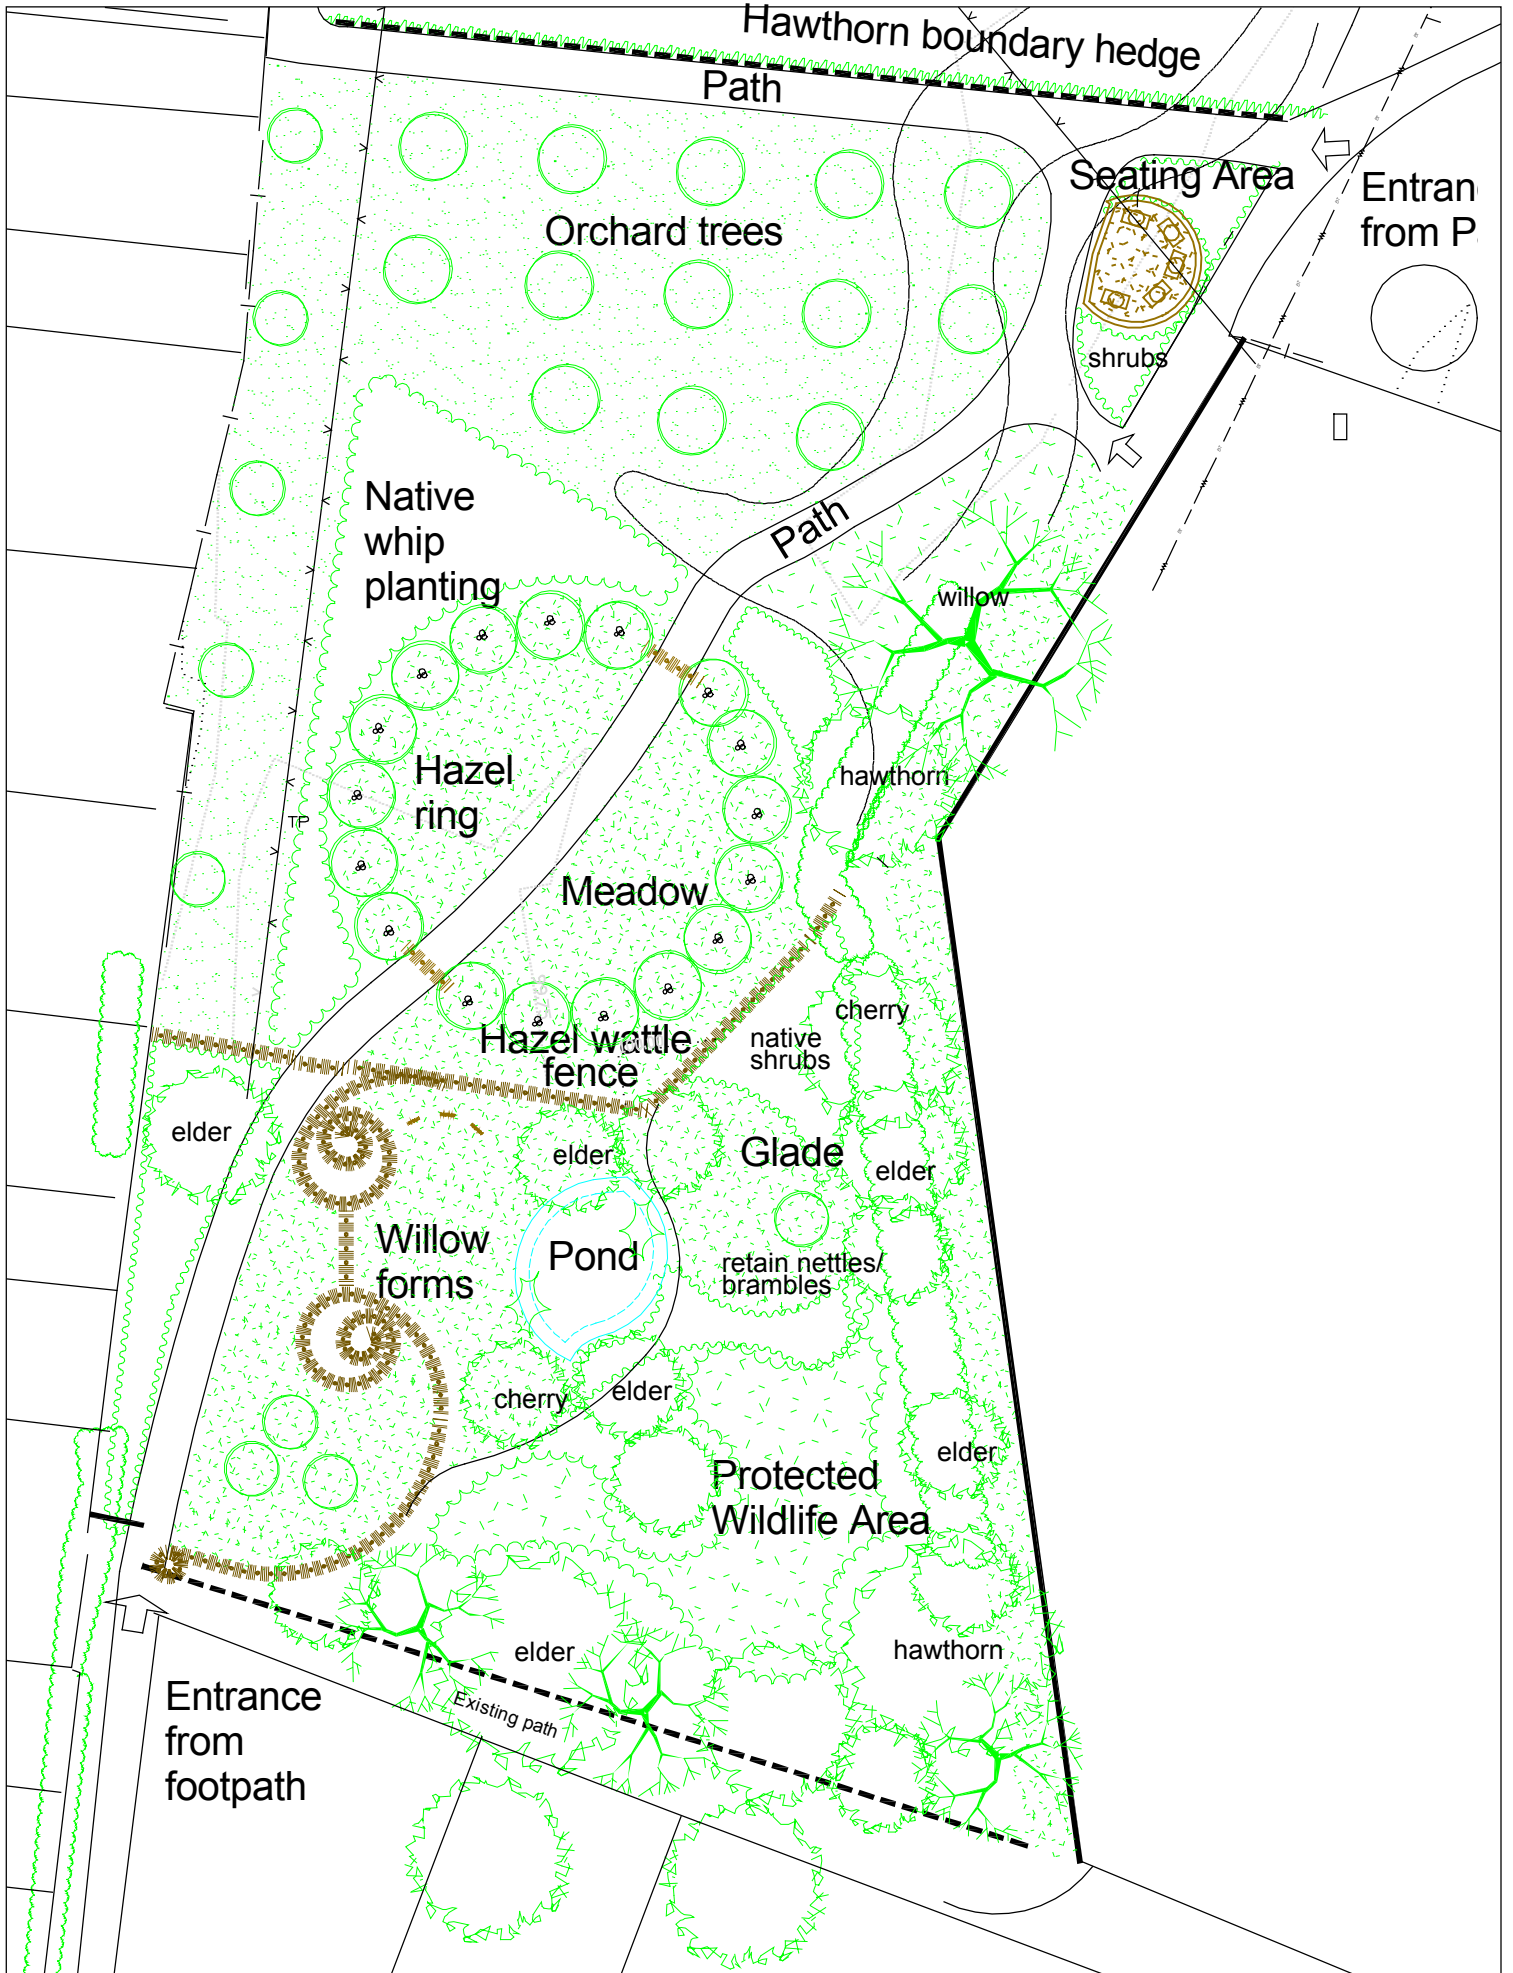 Hawthorn boundary hedge
Path
Seating Area
Entran
from P
Orchard trees
shrubs
Native
whip
planting
Path
willow
Hazel
ring
hawthorn
TP
Meadow
cherry
Hazel wattle
fence
native
shrubs
elder
elder
Glade
elder
Willow
forms
Pond
retain nettles/
brambles
cherry
elder
elder
Protected
Wildlife Area
elder
hawthorn
Existing path
Entrance
from
footpath